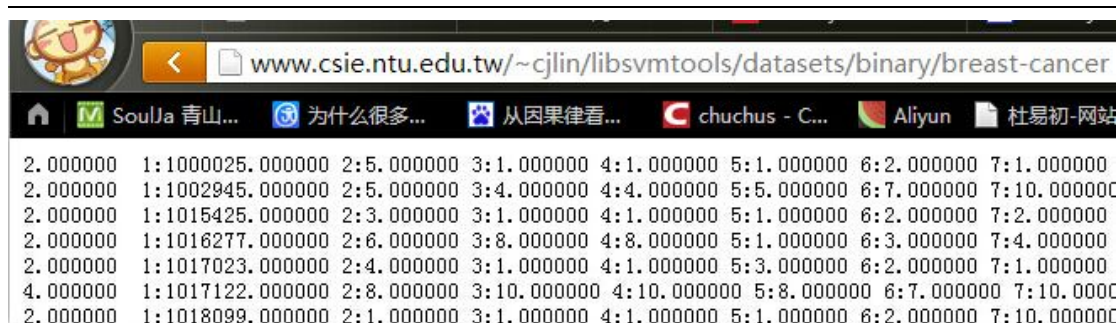 www.csie.ntu.edu.tw/~cjlin/libsvmtools/datasets/binary/breast-cancer
SoulJa 青山... 为什么很多... 从因果律看... chuchus - C... Aliyun 杜易初-网站
2.000000 1:1000025.000000 2:5.000000 3:1.000000 4:1.000000 5:1.000000 6:2.000000 7:1.000000
2.000000 1:1002945.000000 2:5.000000 3:4.000000 4:4.000000 5:5.000000 6:7.000000 7:10.000000
2.000000 1:1015425.000000 2:3.000000 3:1.000000 4:1.000000 5:1.000000 6:2.000000 7:2.000000
2.000000 1:1016277.000000 2:6.000000 3:8.000000 4:8.000000 5:1.000000 6:3.000000 7:4.000000
2.000000 1:1017023.000000 2:4.000000 3:1.000000 4:1.000000 5:3.000000 6:2.000000 7:1.000000
4.000000 1:1017122.000000 2:8.000000 3:10.000000 4:10.000000 5:8.000000 6:7.000000 7:10.0000
2.000000 1:1018099.000000 2:1.000000 3:1.000000 4:1.000000 5:1.000000 6:2.000000 7:10.000000